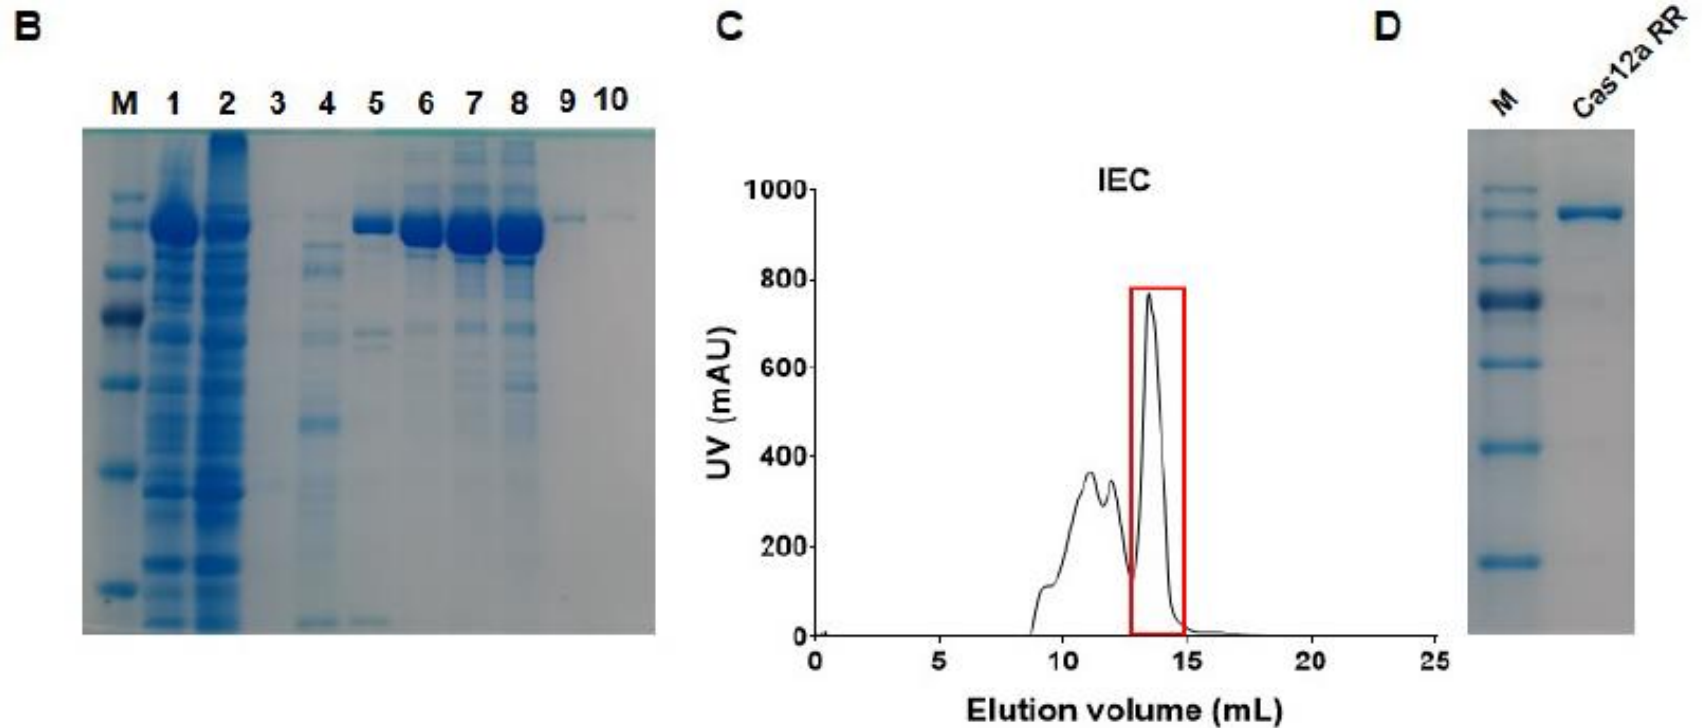 B
C
D
M 1 2 3 4 5 6 7 8 9 10
M
Cas12a RR
IEC
1000
800
600
400
200
0
UV (mAU)
0 5 10 15 20 25
Elution volume (mL)